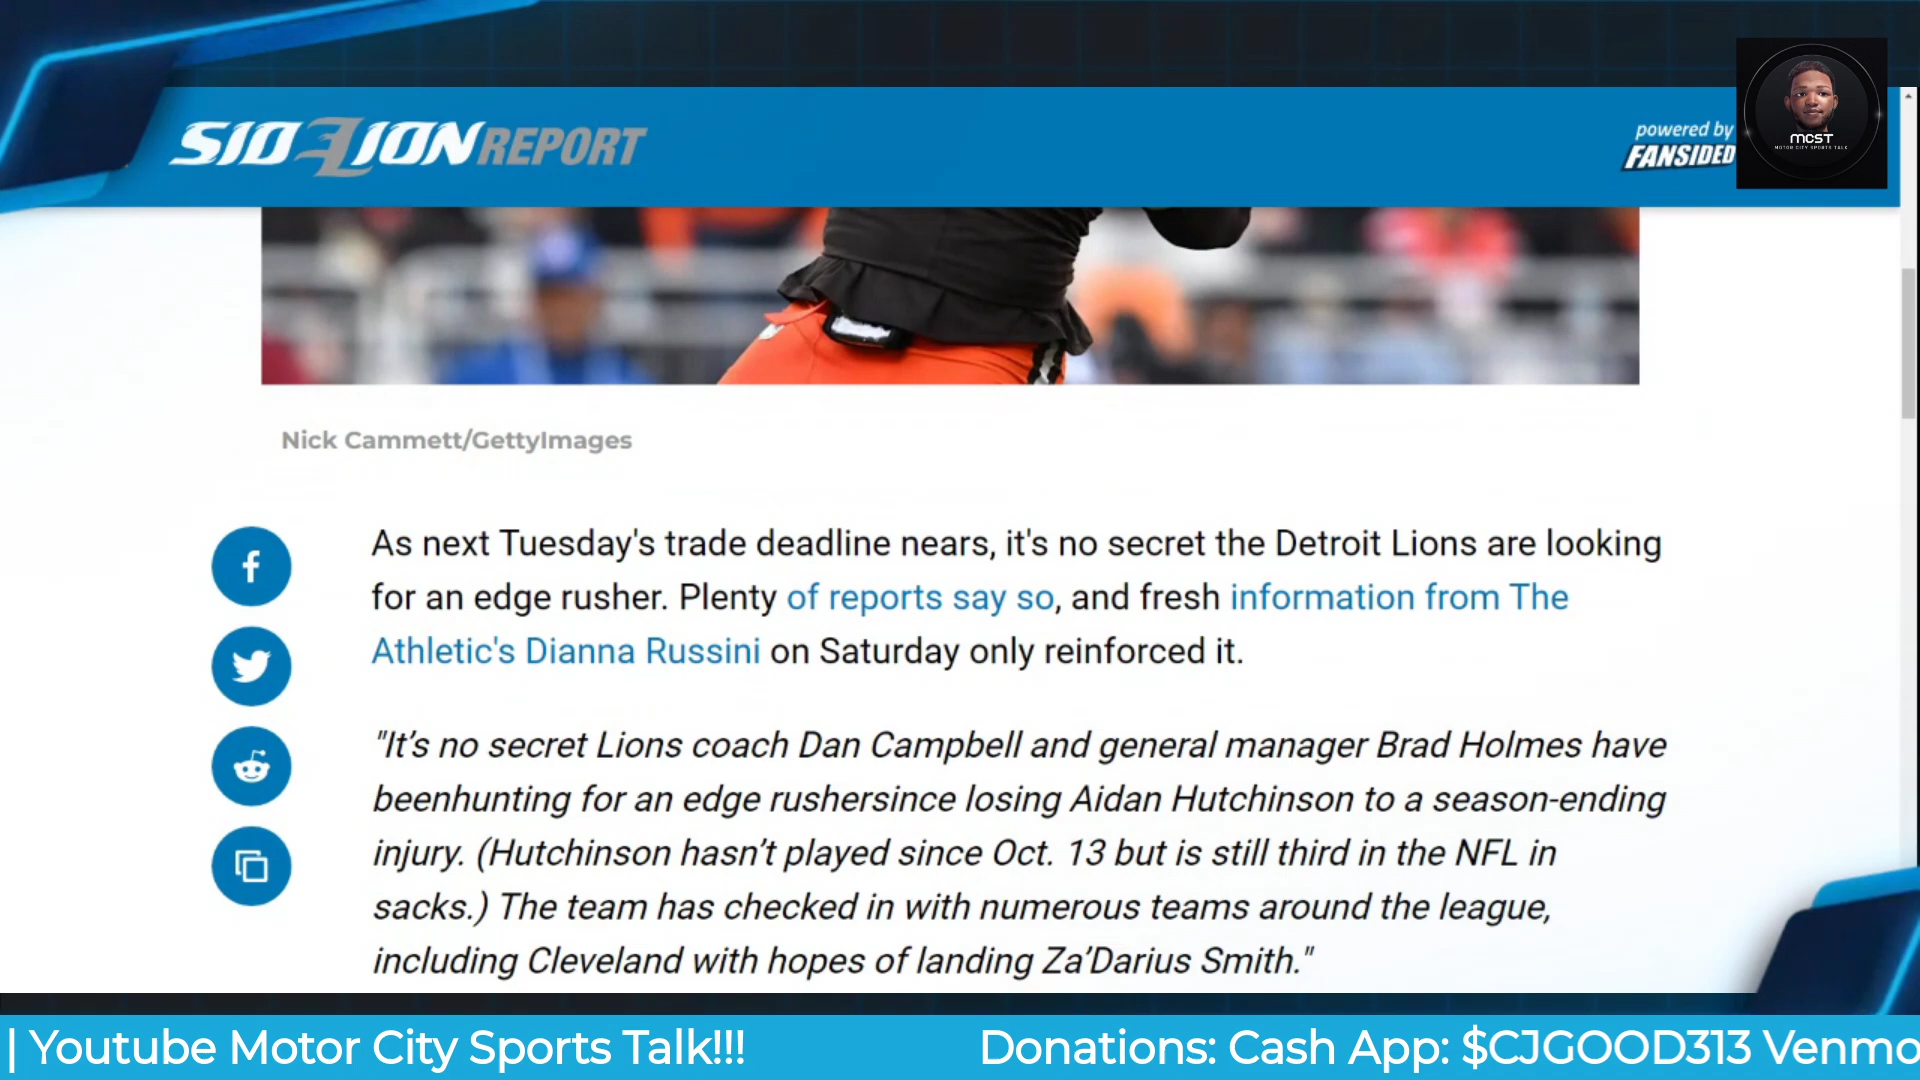 SIDELION REPORT
powered by
FANSIDED
MCST
MOTOR CITY SPORTS TALK
Nick Cammett/GettyImages
As next Tuesday's trade deadline nears, it's no secret the Detroit Lions are looking
for an edge rusher. Plenty of reports say so, and fresh information from The
Athletic's Dianna Russini on Saturday only reinforced it.
"It’s no secret Lions coach Dan Campbell and general manager Brad Holmes have
beenhunting for an edge rushersince losing Aidan Hutchinson to a season-ending
injury. (Hutchinson hasn’t played since Oct. 13 but is still third in the NFL in
sacks.) The team has checked in with numerous teams around the league,
including Cleveland with hopes of landing Za’Darius Smith."
| Youtube Motor City Sports Talk!!! Donations: Cash App: $CJGOOD313 Venmo